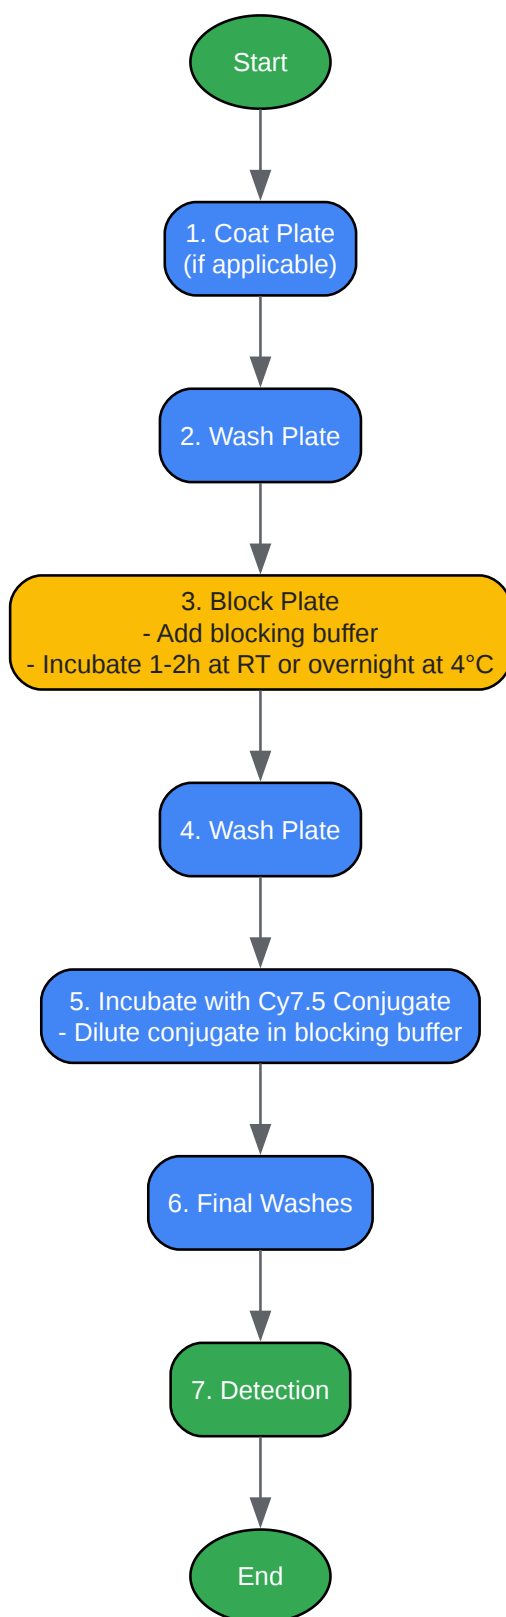 Start
1. Coat Plate
(if applicable)
2. Wash Plate
3. Block Plate
- Add blocking buffer
- Incubate 1-2h at RT or overnight at 4°C
4. Wash Plate
5. Incubate with Cy7.5 Conjugate
- Dilute conjugate in blocking buffer
6. Final Washes
7. Detection
End